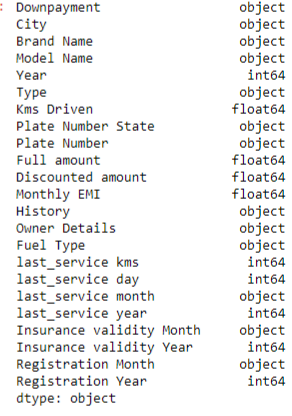 : Downpayment object
City object
Brand Name object
Model Name object
Year int64
Type object
Kms Driven float64
Plate Number State object
Plate Number object
Full amount float64
Discounted amount float64
Monthly EMI float64
History object
Owner Details object
Fuel Type object
last_service kms int64
last_service day int64
last_service month object
last_service year int64
Insurance validity Month object
Insurance validity Year int64
Registration Month object
Registration Year int64
dtype: object